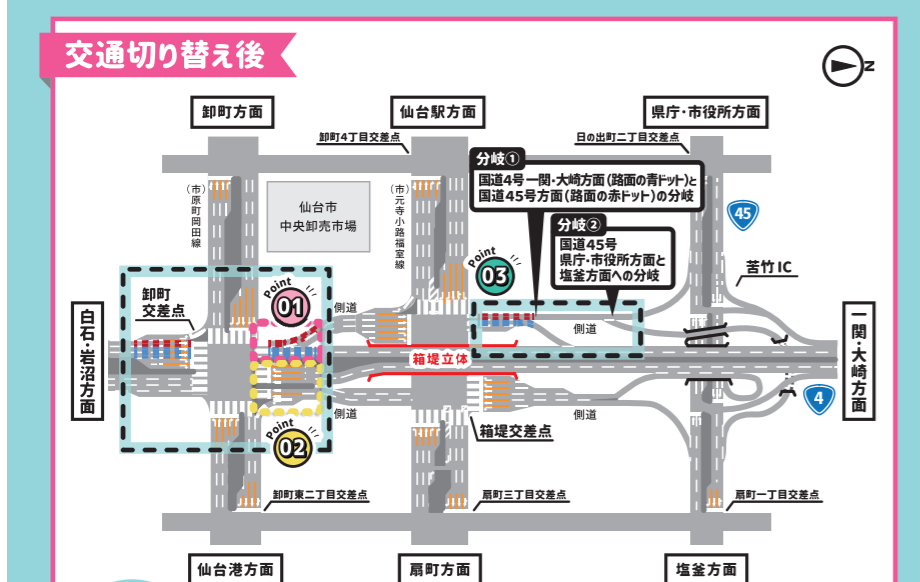 交通切り替え後
N
卸町方面
仙台駅方面
県庁・市役所方面
卸町4丁目交差点
日の出町二丁目交差点
分岐①
国道4号 一関・大崎方面(路面の青ドット)と
国道45号方面(路面の赤ドット)の分岐
(市)原町岡田線
仙台市
中央卸売市場
(市)元寺小路福室線
45
分岐②
国道45号
県庁・市役所方面と
塩釜方面への分岐
苦竹IC
Point
03
卸町
交差点
Point
01
側道
側道
白石・岩沼方面
箱堤立体
一関・大崎方面
4
側道
側道
Point
02
箱堤交差点
卸町東二丁目交差点
扇町三丁目交差点
扇町一丁目交差点
仙台港方面
扇町方面
塩釜方面